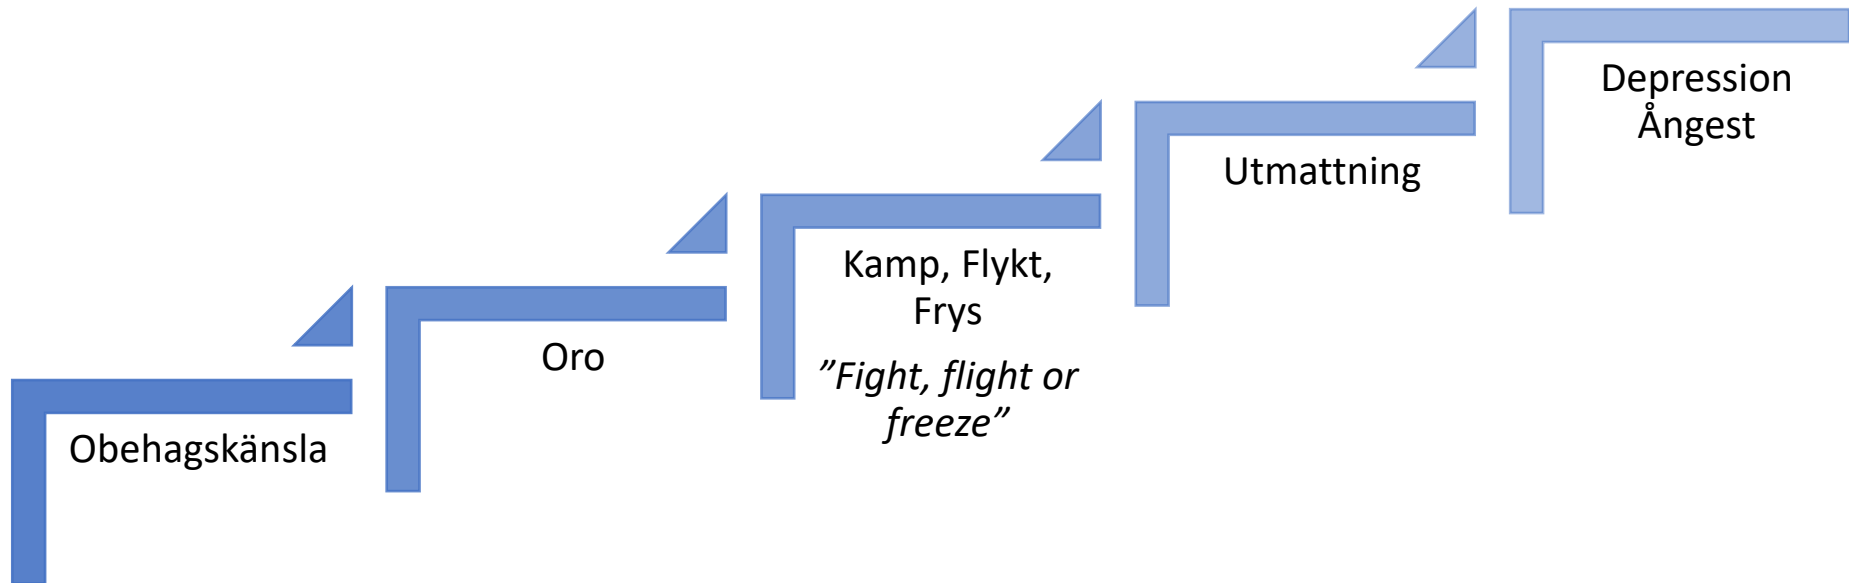 Obehagskänsla
Oro
Kamp, Flykt,
Frys
”Fight, flight or
freeze”
Utmattning
Depression
Ångest